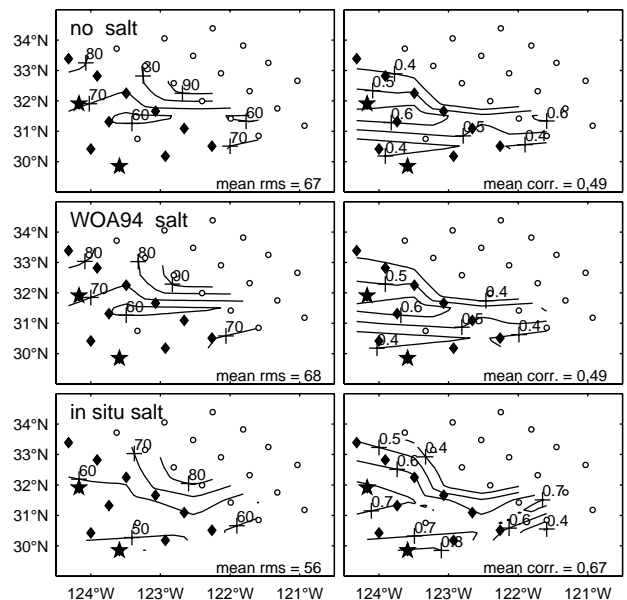 34°N
33°N
32°N
31°N
30°N
no salt
80
80
90
70
60
60
70
mean rms = 67
0.4
0.5
0.6
0.6
0.5
0.4
0.4
mean corr. = 0,49
34°N
33°N
32°N
31°N
30°N
WOA94 salt
80
80
90
70
60
70
mean rms = 68
0.5
0.4
0.6
0.5
0.4
0.4
mean corr. = 0,49
34°N
33°N
32°N
31°N
30°N
in situ salt
70
60
80
60
50
mean rms = 56
0.5
0.4
0.6
0.7
0.7
0.6
0.4
0.7
0.8
mean corr. = 0,67
124°W 123°W 122°W 121°W
124°W 123°W 122°W 121°W